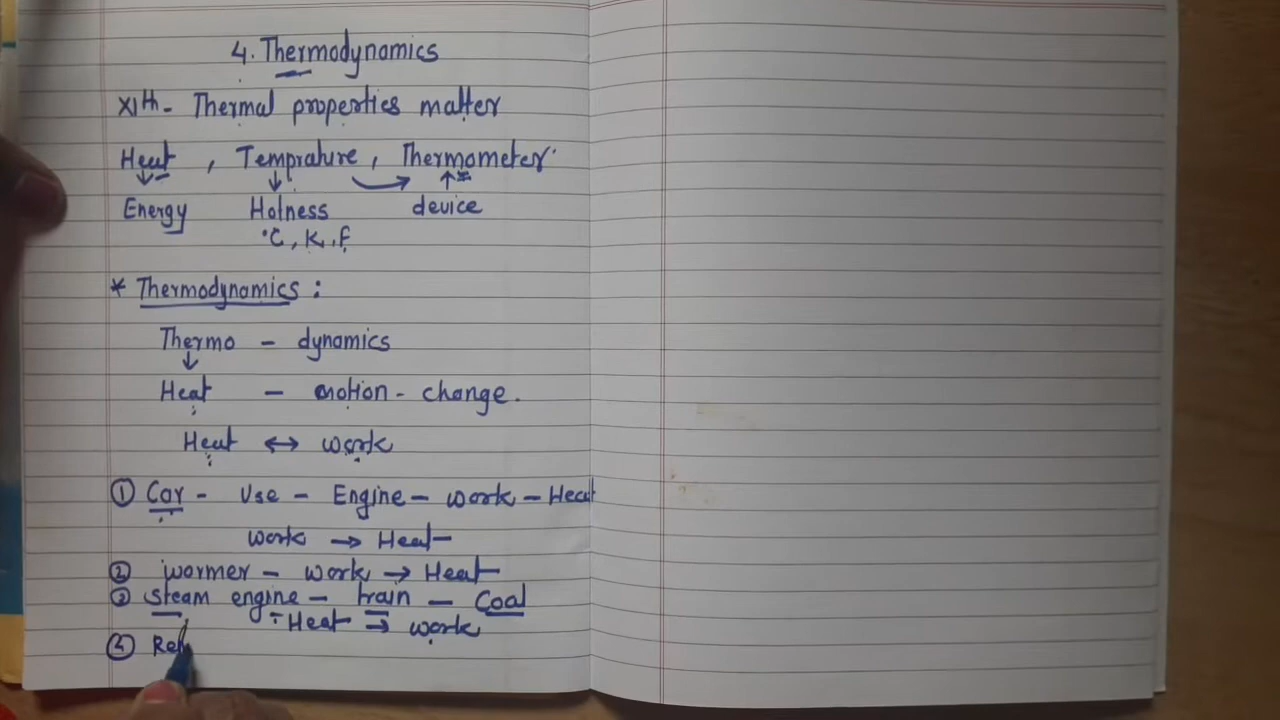 4. Thermodynamics
XIth - Thermal properties matter
Heat , Temprature , Thermometer
Energy Hotness device
°C, K, F
* Thermodynamics :
Thermo - dynamics
Heat - motion - change.
Heat ↔ work
① Car - Use - Engine - work - Heat
work → Heat
② wormer - work → Heat
③ steam engine - train - Coal
- Heat → work
④ Ref